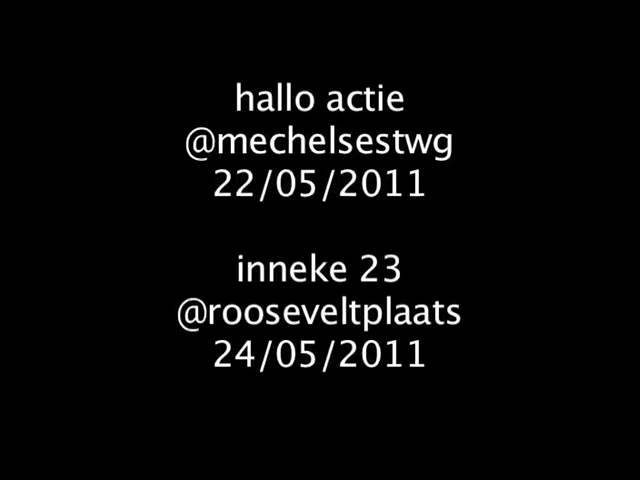 hallo actie
@mechelsestwg
22/05/2011
inneke 23
@rooseveltplaats
24/05/2011